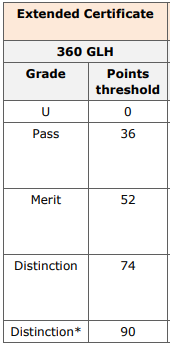 Extended Certificate
360 GLH
Grade Points threshold
U 0
Pass 36
Merit 52
Distinction 74
Distinction* 90